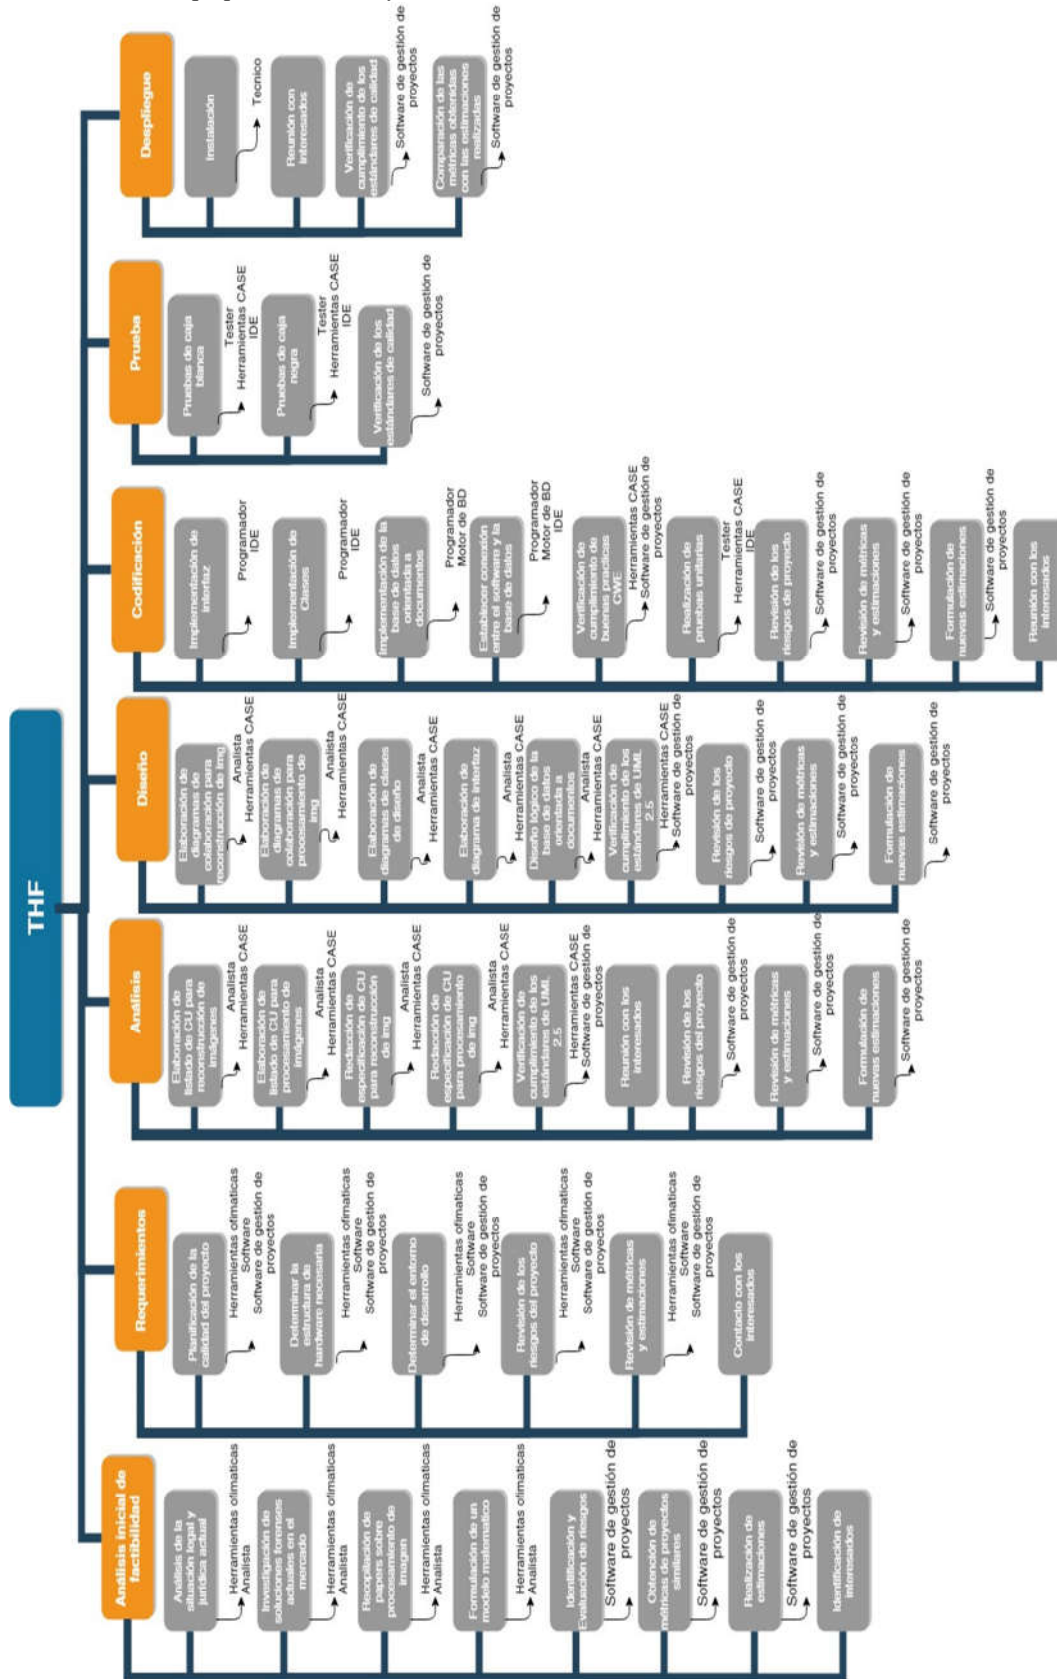 THF
Análisis inicial de
factibilidad
Análisis de la
situación legal y
jurídica actual
Herramientas ofimaticas
Analista
Investigación de
soluciones forenses
actuales en el
mercado
Herramientas ofimaticas
Analista
Recopilación de
papers sobre
procesamiento de
imagen
Herramientas ofimaticas
Analista
Formulación de un
modelo matematico
Herramientas ofimaticas
Analista
Identificación y
Evaluación de riesgos
Software de gestión de
proyectos
Obtención de
métricas de proyectos
similares
Software de gestión de
proyectos
Realización de
estimaciones
Software de gestión de
proyectos
Identificación de
interesados
Requerimientos
Planificación de la
calidad del proyecto
Herramientas ofimaticas
Software
Software de gestión de
proyectos
Determinar la
estructura de
hardware necesaria
Herramientas ofimaticas
Software
Software de gestión de
proyectos
Determinar el entorno
de desarrollo
Herramientas ofimaticas
Software
Software de gestión de
proyectos
Revisión de los
riesgos del proyecto
Herramientas ofimaticas
Software
Software de gestión de
proyectos
Revisión de métricas
y estimaciones
Herramientas ofimaticas
Software
Software de gestión de
proyectos
Contacto con los
interesados
Análisis
Elaboración de
listado de CU para
reconstrucción de
imágenes
Analista
Herramientas CASE
Elaboración de
listado de CU para
procesamiento de
imágenes
Analista
Herramientas CASE
Redacción de
especificación de CU
para reconstrucción
de img
Analista
Herramientas CASE
Redacción de
especificación de CU
para procesamiento
de img
Analista
Herramientas CASE
Verificación de
cumplimiento de los
estándares de UML
2.5
Herramientas CASE
Software de gestión de
proyectos
Reunión con los
interesados
Revisión de los
riesgos del proyecto
Software de gestión de
proyectos
Revisión de métricas
y estimaciones
Software de gestión de
proyectos
Formulación de
nuevas estimaciones
Software de gestión de
proyectos
Diseño
Elaboración de
diagramas de
colaboración para
reconstrucción de img
Analista
Herramientas CASE
Elaboración de
diagramas de
colaboración para
procesamiento de
img
Analista
Herramientas CASE
Elaboración de
diagramas de clases
de diseño
Analista
Herramientas CASE
Elaboración de
diagrama de interfaz
Analista
Herramientas CASE
Diseño lógico de la
base de datos
orientada a
documentos
Analista
Herramientas CASE
Verificación de
cumplimiento de los
estándares de UML
2.5
Herramientas CASE
Software de gestión de
proyectos
Revisión de los
riesgos de proyecto
Software de gestión de
proyectos
Revisión de métricas
y estimaciones
Software de gestión de
proyectos
Formulación de
nuevas estimaciones
Software de gestión de
proyectos
Codificación
Implementación de
interfaz
Programador
IDE
Implementación de
Clases
Programador
IDE
Implementación de la
base de datos
orientada a
documentos
Programador
Motor de BD
Establecer conexión
entre el software y la
base de datos
Programador
Motor de BD
IDE
Verificación de
cumplimiento de
buenas practicas
CWE
Herramientas CASE
Software de gestión de
proyectos
Realización de
pruebas unitarias
Tester
Herramientas CASE
IDE
Revisión de los
riesgos de proyecto
Software de gestión de
proyectos
Revisión de métricas
y estimaciones
Software de gestión de
proyectos
Formulación de
nuevas estimaciones
Software de gestión de
proyectos
Reunión con los
interesados
Prueba
Pruebas de caja
blanca
Tester
Herramientas CASE
IDE
Pruebas de caja
negra
Tester
Herramientas CASE
IDE
Verificación de los
estándares de calidad
Software de gestión de
proyectos
Despliegue
Instalación
Tecnico
Reunión con
interesados
Verificación de
cumplimiento de los
estándares de calidad
Software de gestión de
proyectos
Comparación de las
métricas obtenidas
con las estimaciones
realizadas
Software de gestión de
proyectos